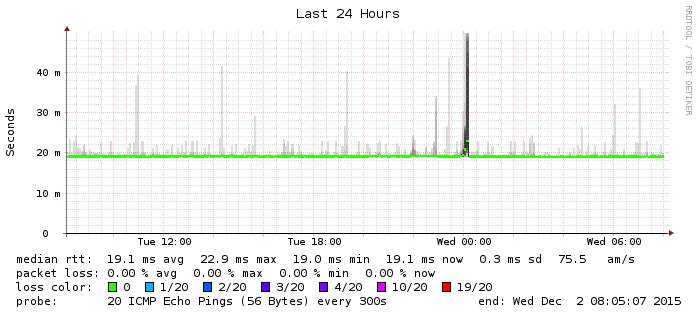 Last 24 Hours
RRDTOOL / TOBI OETIKER
Seconds
40 m
30 m
20 m
10 m
0
Tue 12:00 Tue 18:00 Wed 00:00 Wed 06:00
median rtt: 19.1 ms avg 22.9 ms max 19.0 ms min 19.1 ms now 0.3 ms sd 75.5 am/s
packet loss: 0.00 % avg 0.00 % max 0.00 % min 0.00 % now
loss color: 0 1/20 2/20 3/20 4/20 10/20 19/20
probe: 20 ICMP Echo Pings (56 Bytes) every 300s end: Wed Dec 2 08:05:07 2015